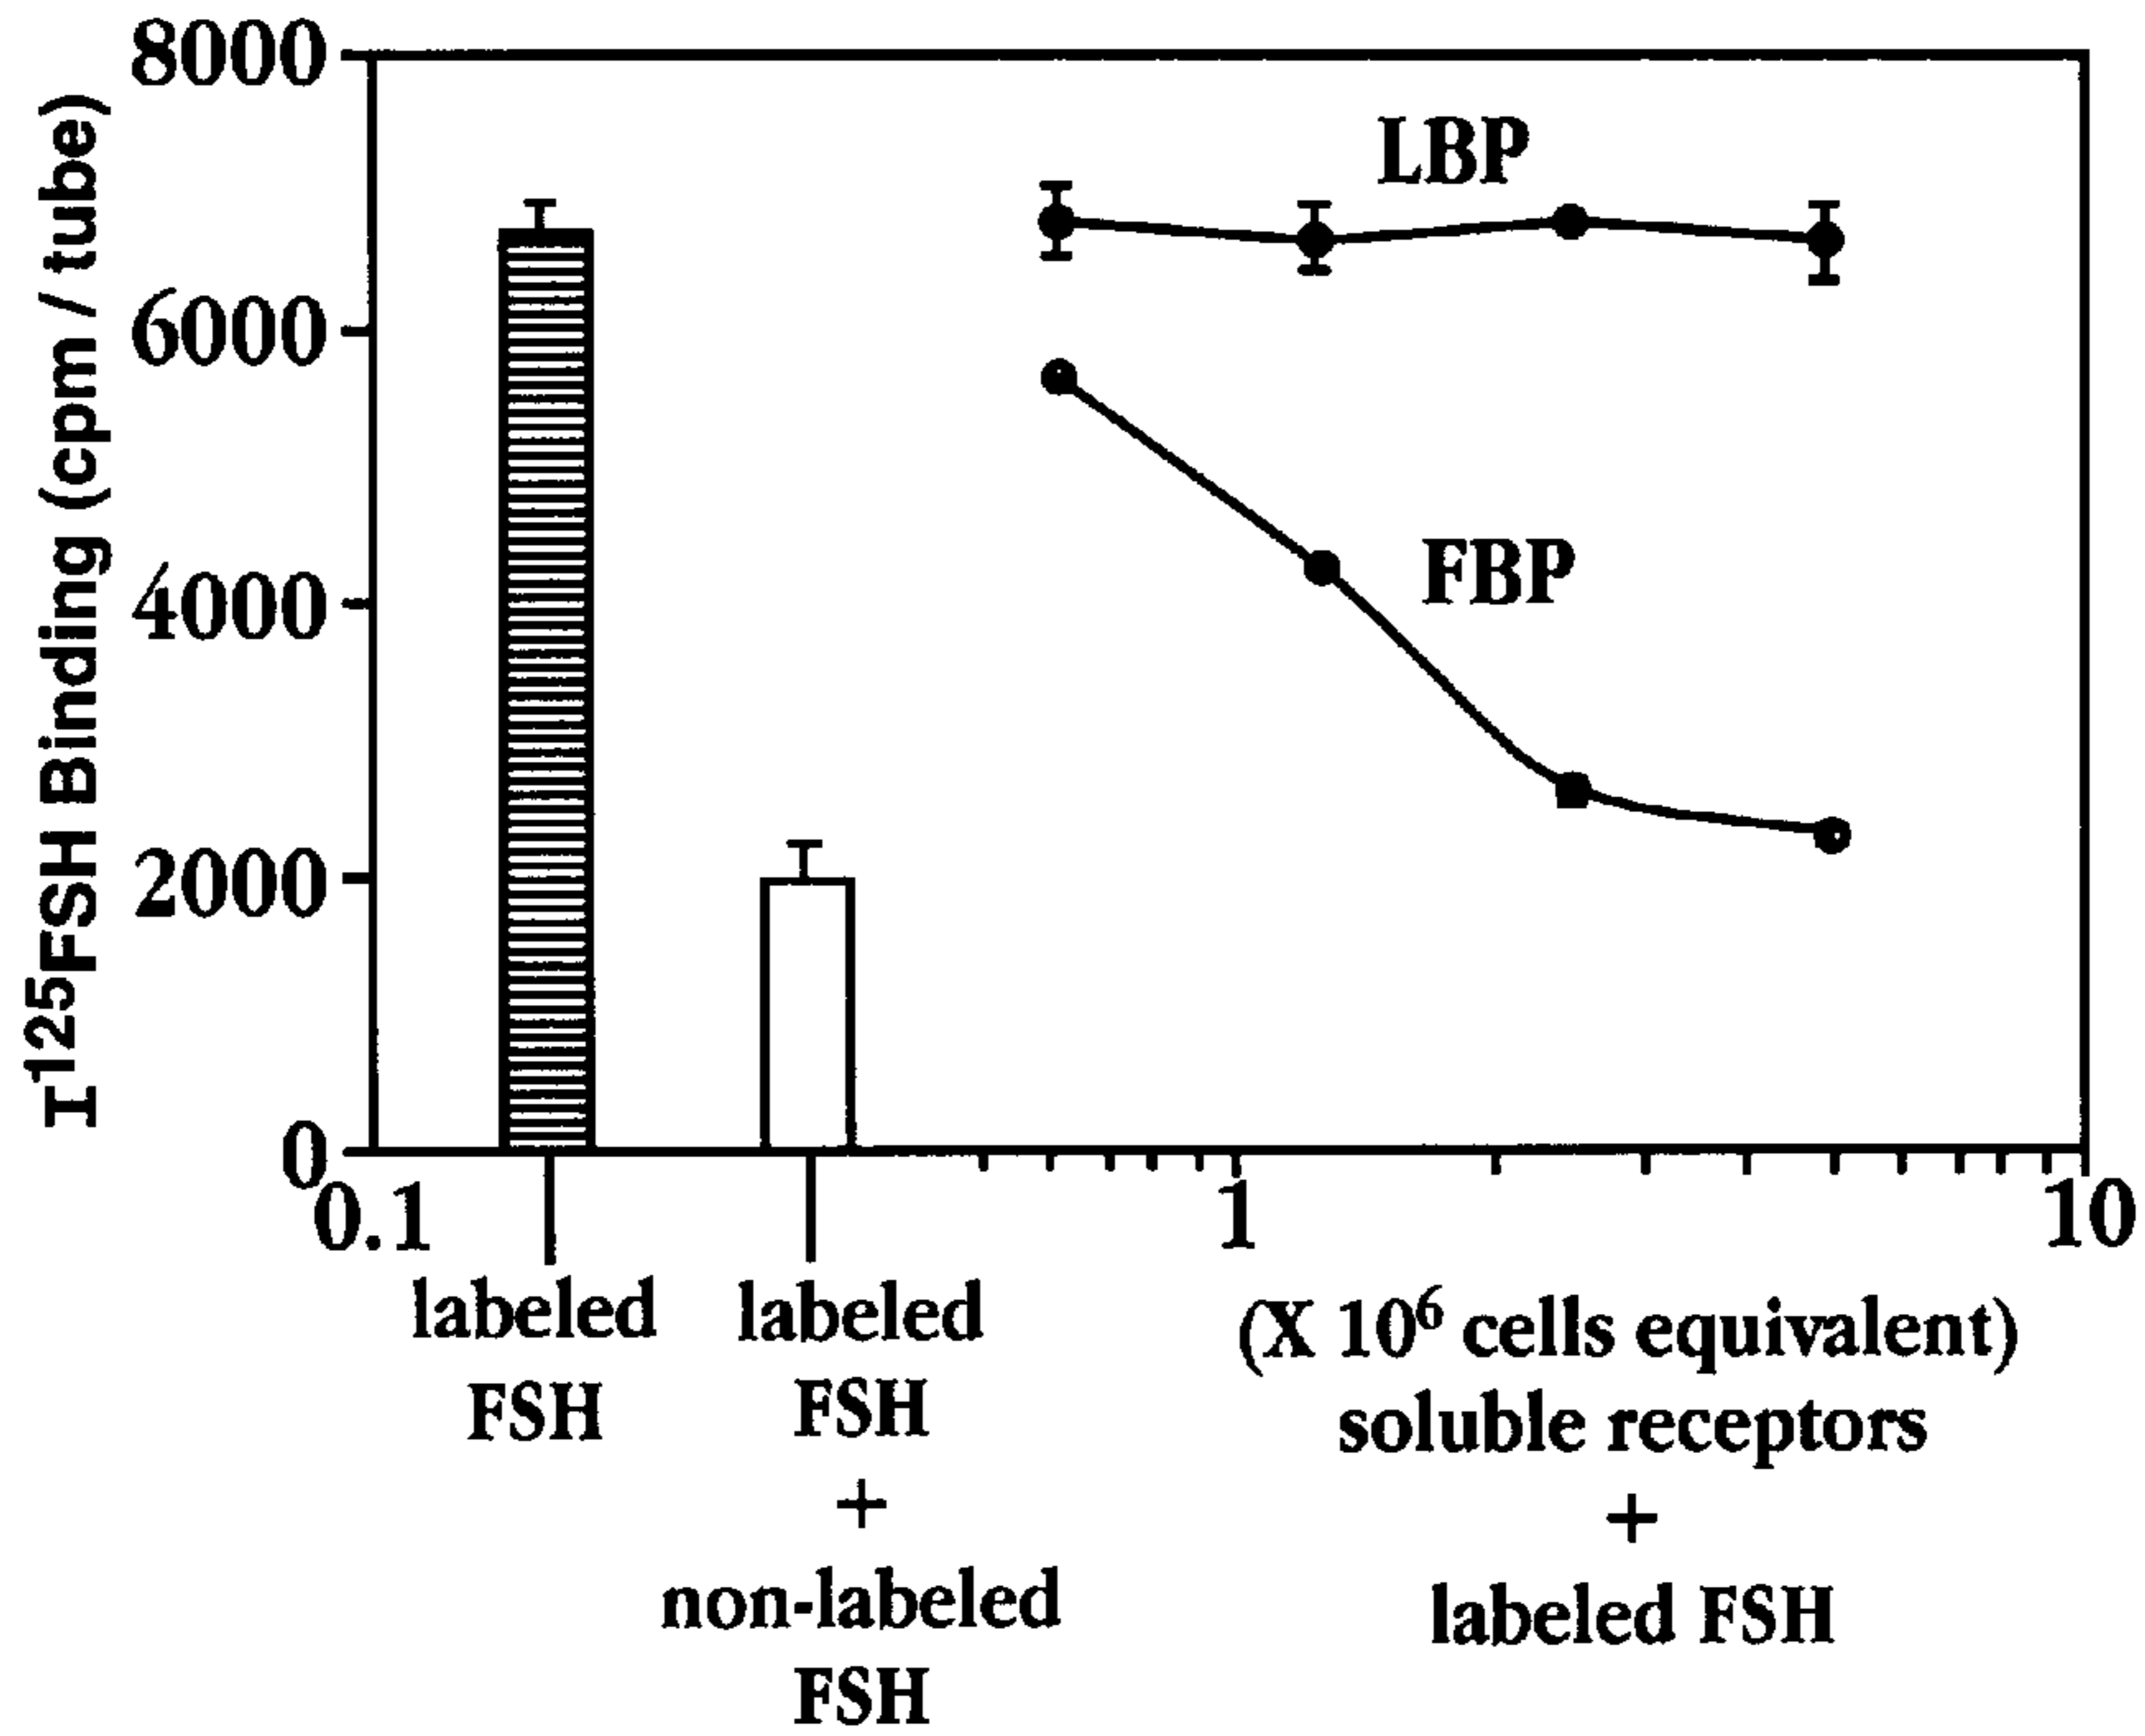 8000
6000
4000
2000
0
I¹²⁵FSH Binding (cpm / tube)
LBP
FBP
0.1
1
10
labeled
FSH
labeled
FSH
+
non-labeled
FSH
(X 10⁶ cells equivalent)
soluble receptors
+
labeled FSH